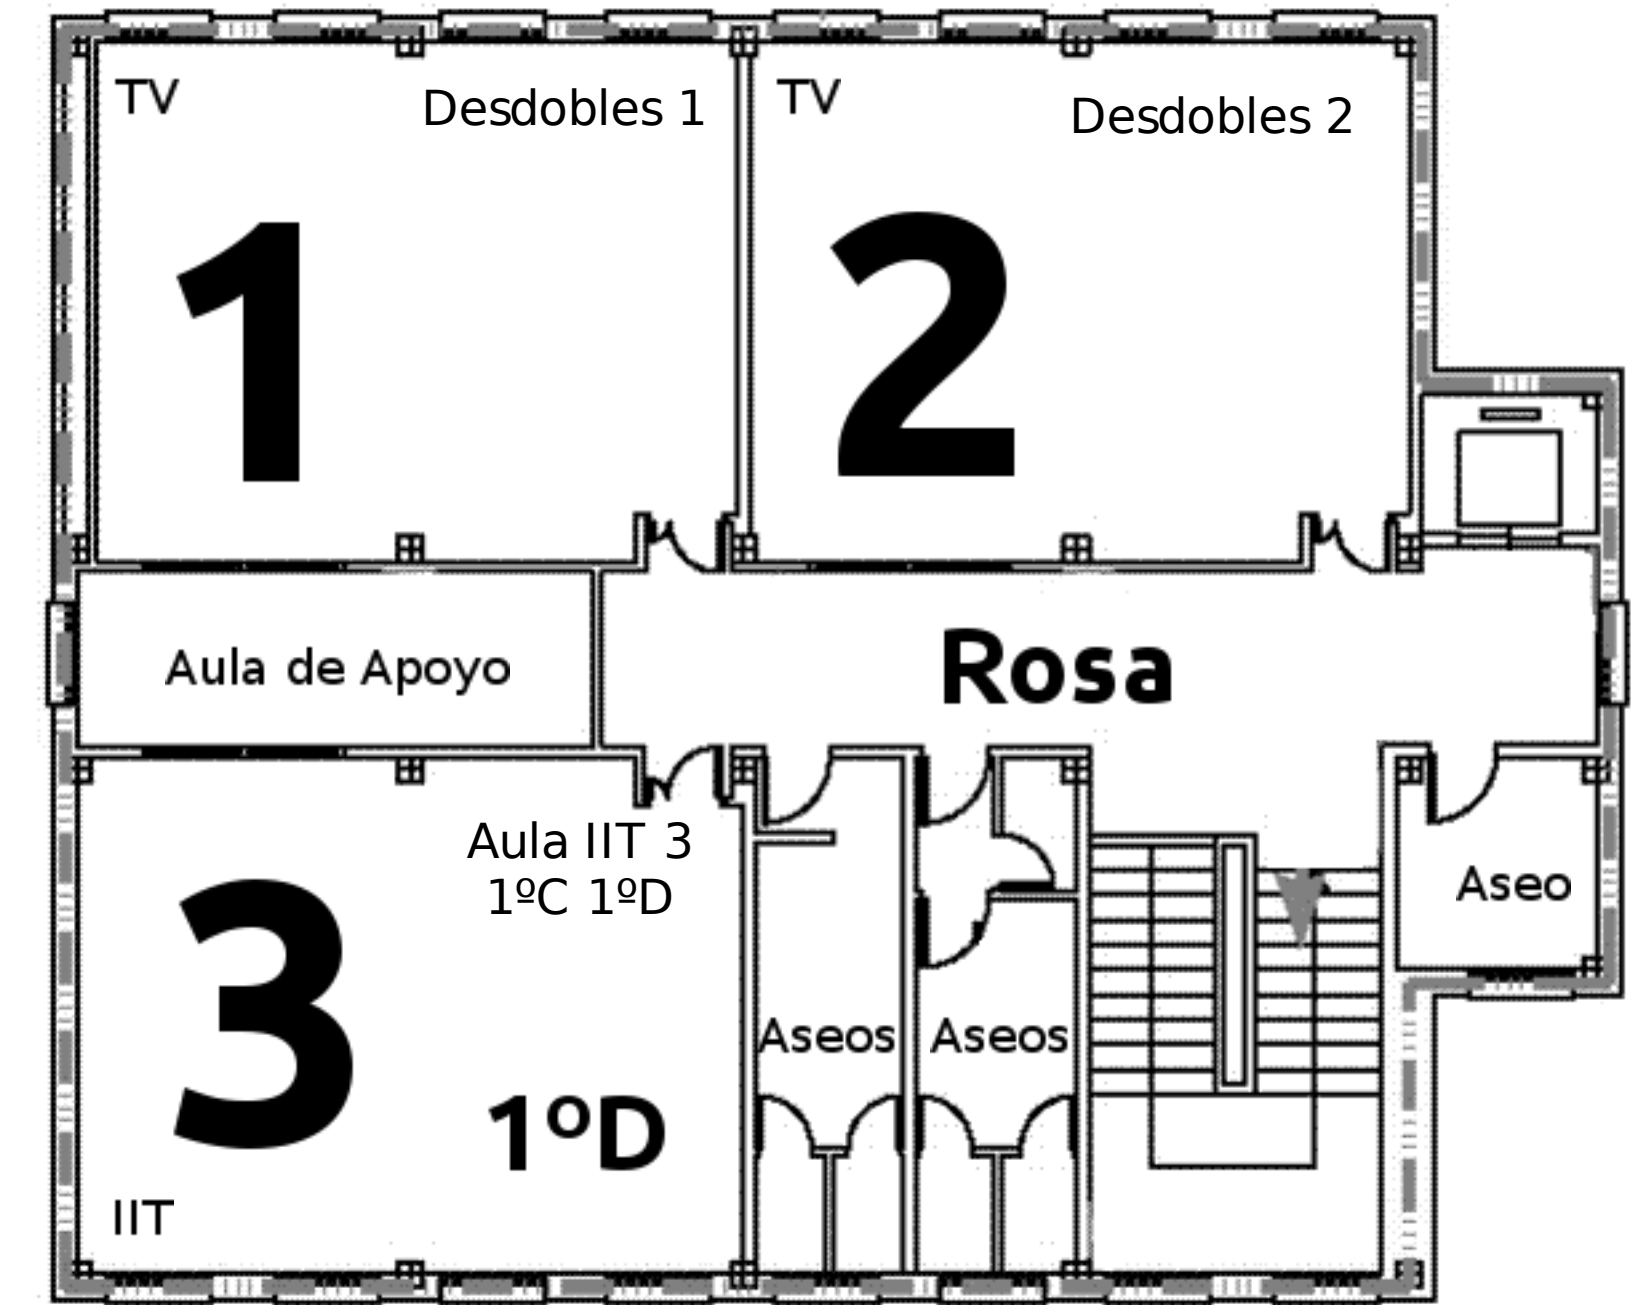 TV
Desdobles 1
1
TV
Desdobles 2
2
Aula de Apoyo
Rosa
Aula IIT 3
1ºC 1ºD
3
1ºD
IIT
Aseos
Aseos
Aseo